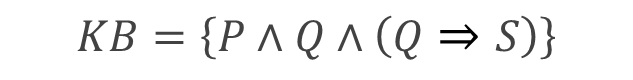 KB = {P ∧ Q ∧ (Q ⇒ S)}